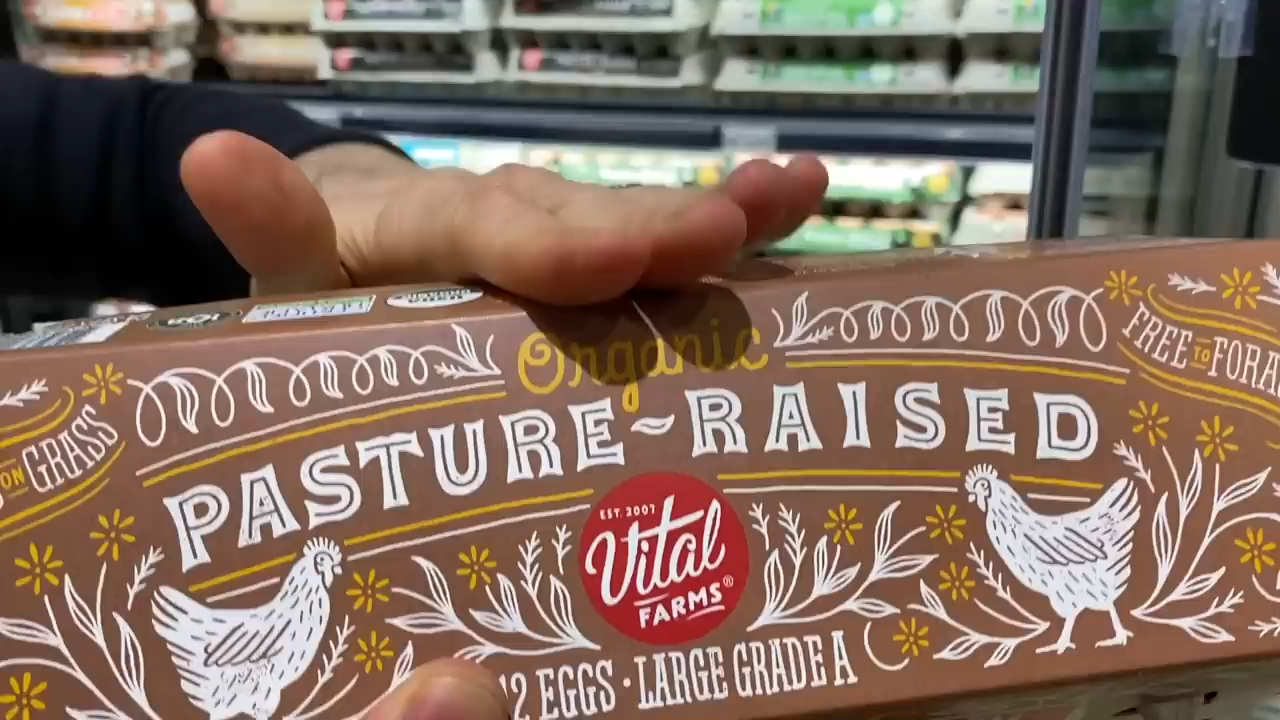 Organic
PASTURE~RAISED
ON GRASS
FREE TO FORA
EST. 2007
Vital
FARMS®
12 EGGS · LARGE GRADE A